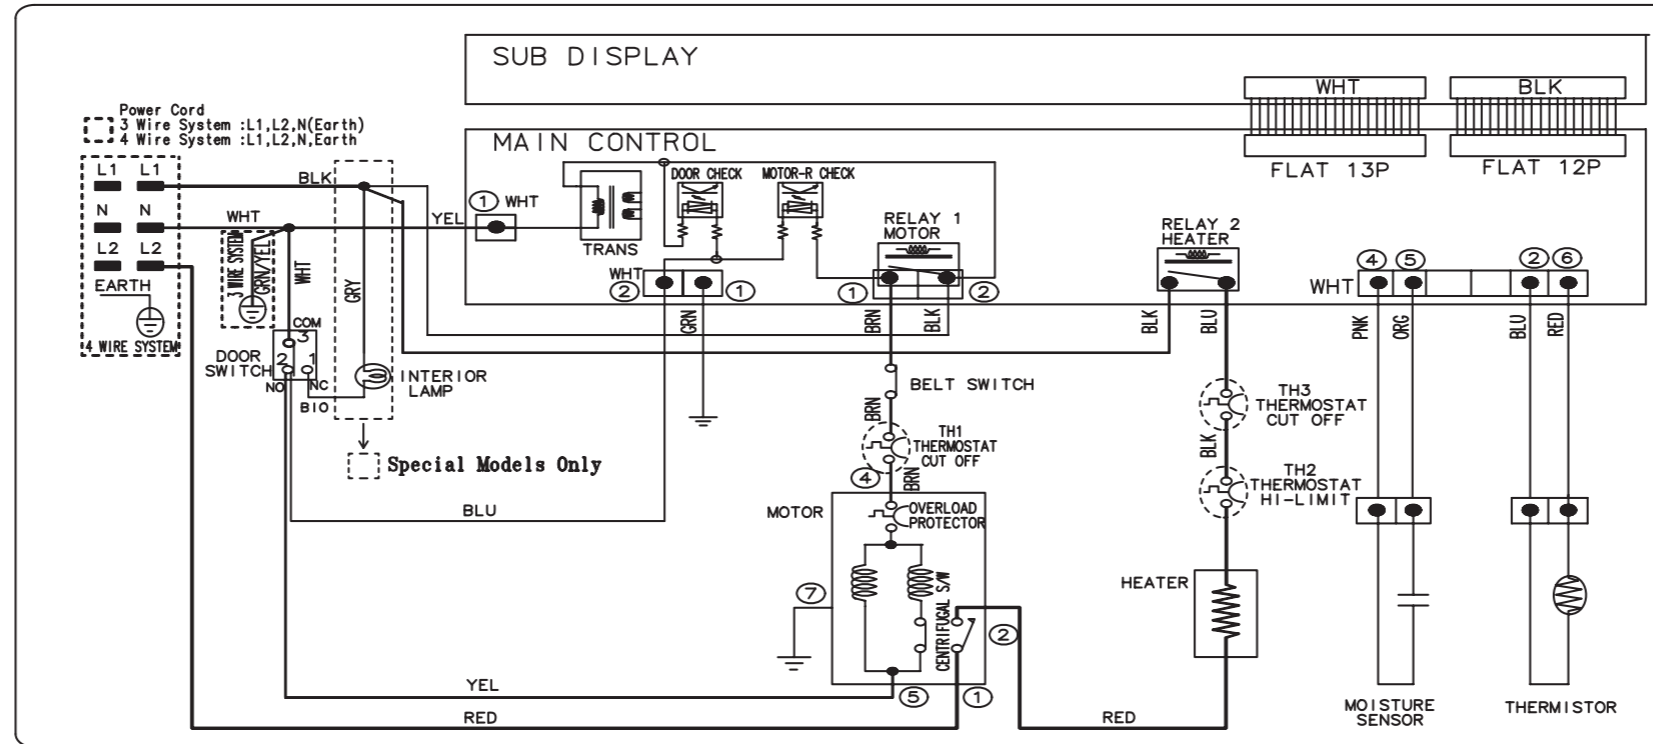 SUB DISPLAY
WHT
BLK
Power Cord
3 Wire System :L1,L2,N(Earth)
4 Wire System :L1,L2,N,Earth
MAIN CONTROL
FLAT 13P
FLAT 12P
L1 L1
N N
L2 L2
EARTH
4 WIRE SYSTEM
BLK
WHT
YEL
① WHT
TRANS
DOOR CHECK
MOTOR-R CHECK
RELAY 1
MOTOR
RELAY 2
HEATER
3 WIRE SYSTEM
GRN/YEL
WHT
GRY
WHT
② ①
① ②
WHT
④ ⑤ ② ⑥
GRN
BRN
BLK
BLK
BLU
PNK
ORG
BLU
RED
COM
3
2 1
DOOR
SWITCH
NO
NC
BIO
INTERIOR
LAMP
Special Models Only
BELT SWITCH
BRN
TH1
THERMOSTAT
CUT OFF
④
BRN
TH3
THERMOSTAT
CUT OFF
BLK
TH2
THERMOSTAT
HI-LIMIT
BLU
MOTOR
OVERLOAD
PROTECTOR
CENTRIFUGAL S/W
⑦
②
HEATER
YEL
⑤ ①
RED
RED
MOISTURE
SENSOR
THERMISTOR